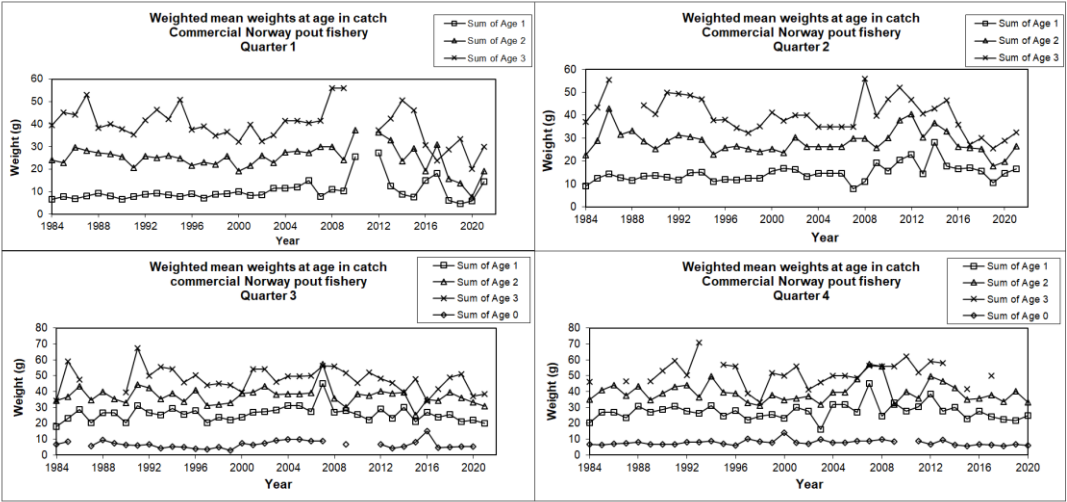 Weighted mean weights at age in catch
Commercial Norway pout fishery
Quarter 1
Sum of Age 1
Sum of Age 2
Sum of Age 3
Weight (g)
60
50
40
30
20
10
0
1984 1988 1992 1996 2000 2004 2008 2012 2016 2020
Year
Weighted mean weights at age in catch
Commercial Norway pout fishery
Quarter 2
Sum of Age 1
Sum of Age 2
Sum of Age 3
Weight (g)
60
50
40
30
20
10
0
1984 1988 1992 1996 2000 2004 2008 2012 2016 2020
Year
Weighted mean weights at age in catch
commercial Norway pout fishery
Quarter 3
Sum of Age 1
Sum of Age 2
Sum of Age 3
Sum of Age 0
Weight (g)
80
70
60
50
40
30
20
10
0
1984 1988 1992 1996 2000 2004 2008 2012 2016 2020
Year
Weighted mean weights at age in catch
Commercial Norway pout fishery
Quarter 4
Sum of Age 1
Sum of Age 2
Sum of Age 3
Sum of Age 0
Weight (g)
80
70
60
50
40
30
20
10
0
1984 1988 1992 1996 2000 2004 2008 2012 2016 2020
Year